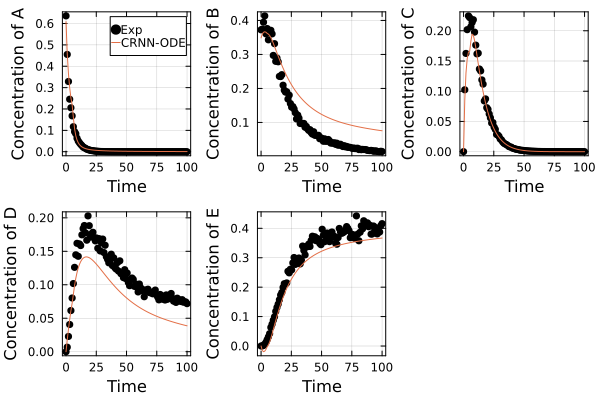 Concentration of A
0.6
0.5
0.4
0.3
0.2
0.1
0.0
0 25 50 75 100
Time
Exp
CRNN-ODE
Concentration of B
0.4
0.3
0.2
0.1
0 25 50 75 100
Time
Concentration of C
0.20
0.15
0.10
0.05
0.00
0 25 50 75 100
Time
Concentration of D
0.20
0.15
0.10
0.05
0.00
0 25 50 75 100
Time
Concentration of E
0.4
0.3
0.2
0.1
0.0
0 25 50 75 100
Time